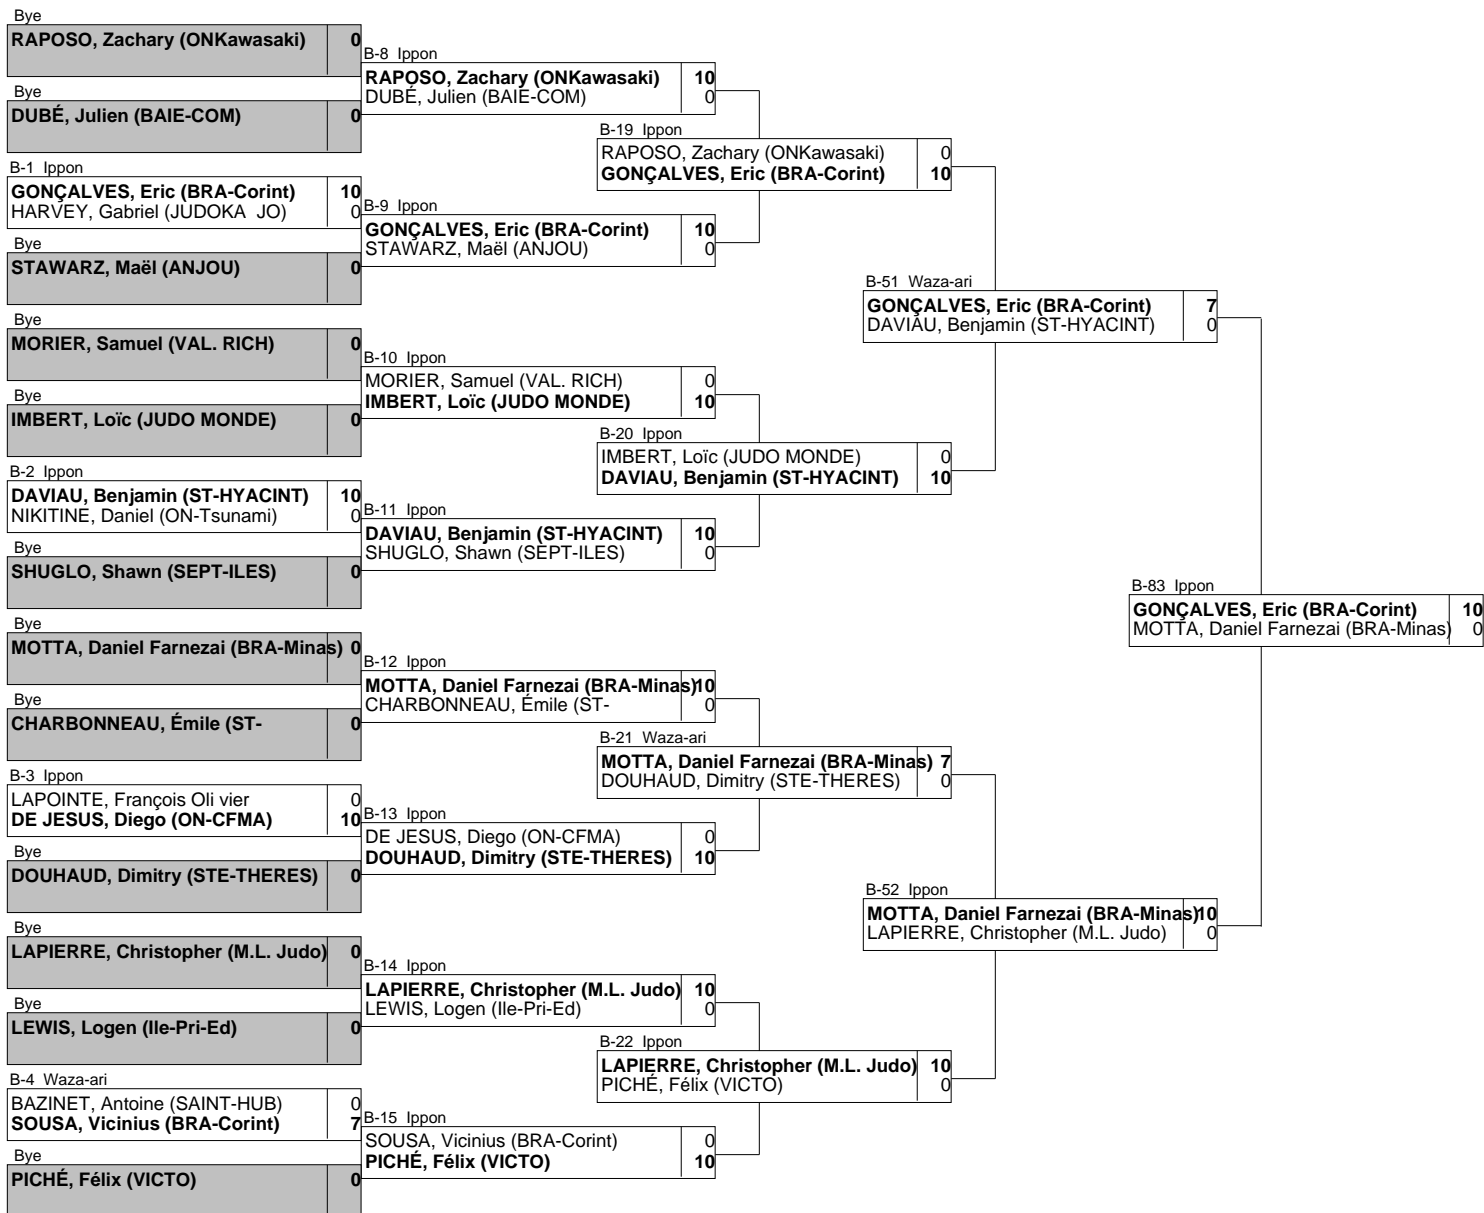 Bye
RAPOSO, Zachary (ONKawasaki) 0
Bye
DUBÉ, Julien (BAIE-COM) 0
B-1 Ippon
GONÇALVES, Eric (BRA-Corint) 10
HARVEY, Gabriel (JUDOKA JO) 0
Bye
STAWARZ, Maël (ANJOU) 0
Bye
MORIER, Samuel (VAL. RICH) 0
Bye
IMBERT, Loïc (JUDO MONDE) 0
B-2 Ippon
DAVIAU, Benjamin (ST-HYACINT) 10
NIKITINE, Daniel (ON-Tsunami) 0
Bye
SHUGLO, Shawn (SEPT-ILES) 0
Bye
MOTTA, Daniel Farnezai (BRA-Minas) 0
Bye
CHARBONNEAU, Émile (ST- 0
B-3 Ippon
LAPOINTE, François Oli vier 0
DE JESUS, Diego (ON-CFMA) 10
Bye
DOUHAUD, Dimitry (STE-THERES) 0
Bye
LAPIERRE, Christopher (M.L. Judo) 0
Bye
LEWIS, Logen (Ile-Pri-Ed) 0
B-4 Waza-ari
BAZINET, Antoine (SAINT-HUB) 0
SOUSA, Vicinius (BRA-Corint) 7
Bye
PICHÉ, Félix (VICTO) 0
B-8 Ippon
RAPOSO, Zachary (ONKawasaki) 10
DUBÉ, Julien (BAIE-COM) 0
B-9 Ippon
GONÇALVES, Eric (BRA-Corint) 10
STAWARZ, Maël (ANJOU) 0
B-10 Ippon
MORIER, Samuel (VAL. RICH) 0
IMBERT, Loïc (JUDO MONDE) 10
B-11 Ippon
DAVIAU, Benjamin (ST-HYACINT) 10
SHUGLO, Shawn (SEPT-ILES) 0
B-12 Ippon
MOTTA, Daniel Farnezai (BRA-Minas) 10
CHARBONNEAU, Émile (ST- 0
B-13 Ippon
DE JESUS, Diego (ON-CFMA) 0
DOUHAUD, Dimitry (STE-THERES) 10
B-14 Ippon
LAPIERRE, Christopher (M.L. Judo) 10
LEWIS, Logen (Ile-Pri-Ed) 0
B-15 Ippon
SOUSA, Vicinius (BRA-Corint) 0
PICHÉ, Félix (VICTO) 10
B-19 Ippon
RAPOSO, Zachary (ONKawasaki) 0
GONÇALVES, Eric (BRA-Corint) 10
B-20 Ippon
IMBERT, Loïc (JUDO MONDE) 0
DAVIAU, Benjamin (ST-HYACINT) 10
B-21 Waza-ari
MOTTA, Daniel Farnezai (BRA-Minas) 7
DOUHAUD, Dimitry (STE-THERES) 0
B-22 Ippon
LAPIERRE, Christopher (M.L. Judo) 10
PICHÉ, Félix (VICTO) 0
B-51 Waza-ari
GONÇALVES, Eric (BRA-Corint) 7
DAVIAU, Benjamin (ST-HYACINT) 0
B-52 Ippon
MOTTA, Daniel Farnezai (BRA-Minas) 10
LAPIERRE, Christopher (M.L. Judo) 0
B-83 Ippon
GONÇALVES, Eric (BRA-Corint) 10
MOTTA, Daniel Farnezai (BRA-Minas) 0